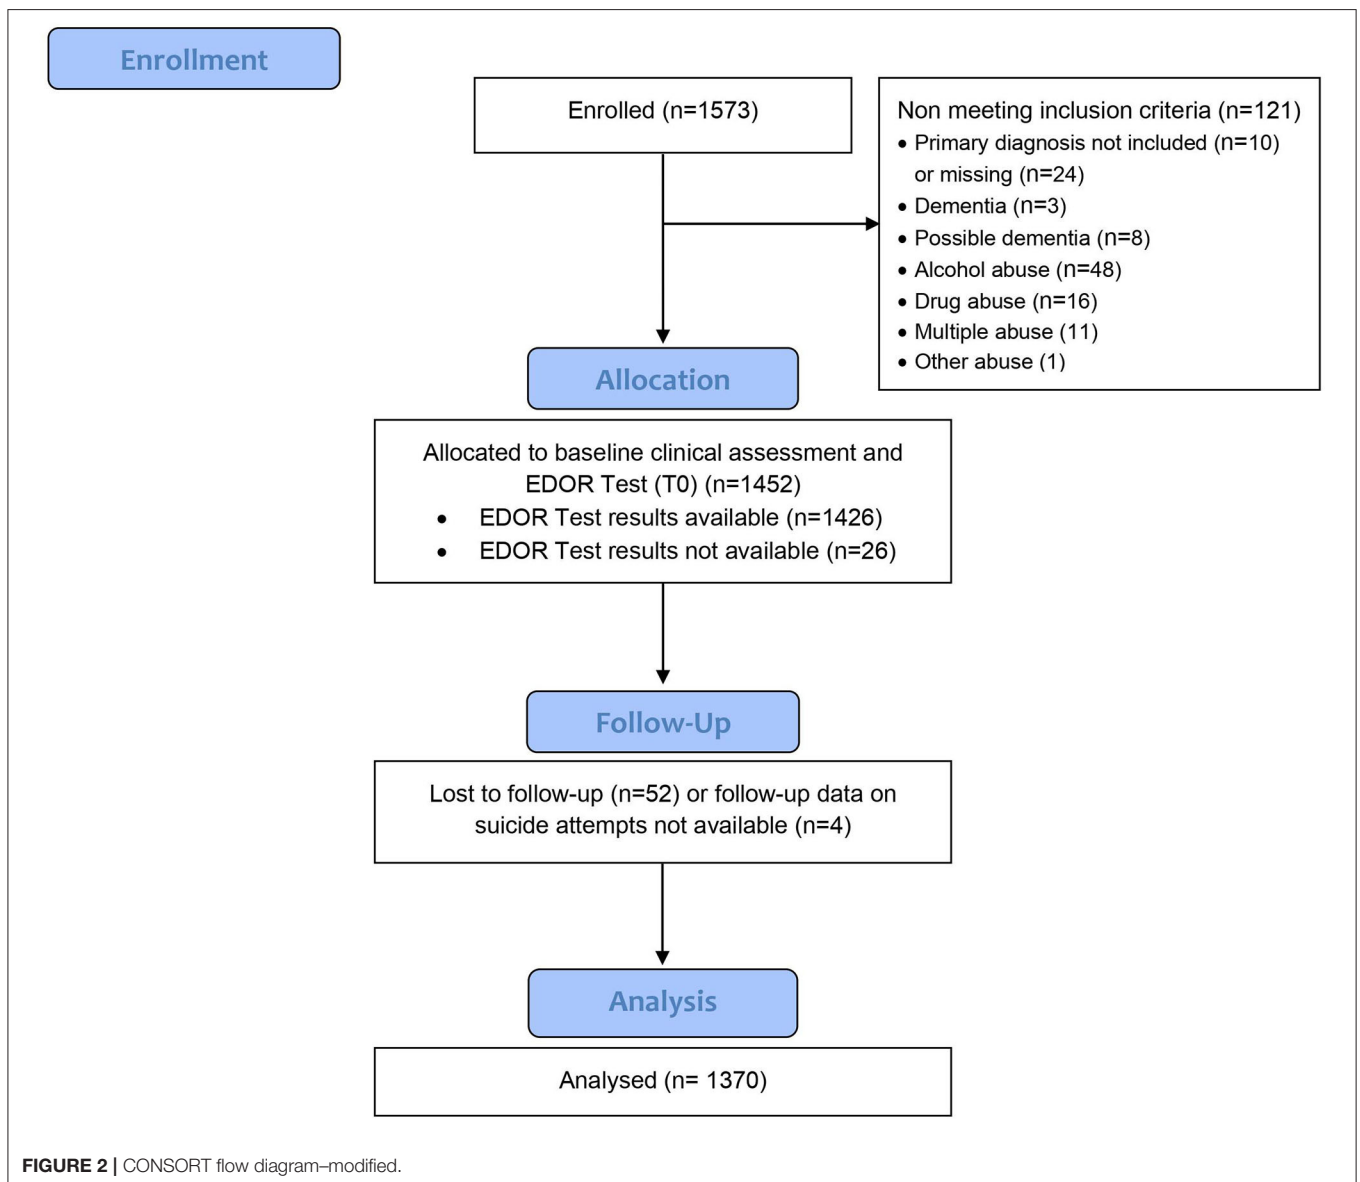 Enrollment
Enrolled (n=1573)
Non meeting inclusion criteria (n=121)
• Primary diagnosis not included (n=10)
or missing (n=24)
• Dementia (n=3)
• Possible dementia (n=8)
• Alcohol abuse (n=48)
• Drug abuse (n=16)
• Multiple abuse (11)
• Other abuse (1)
Allocation
Allocated to baseline clinical assessment and
EDOR Test (T0) (n=1452)
• EDOR Test results available (n=1426)
• EDOR Test results not available (n=26)
Follow-Up
Lost to follow-up (n=52) or follow-up data on
suicide attempts not available (n=4)
Analysis
Analysed (n= 1370)
FIGURE 2 | CONSORT flow diagram–modified.